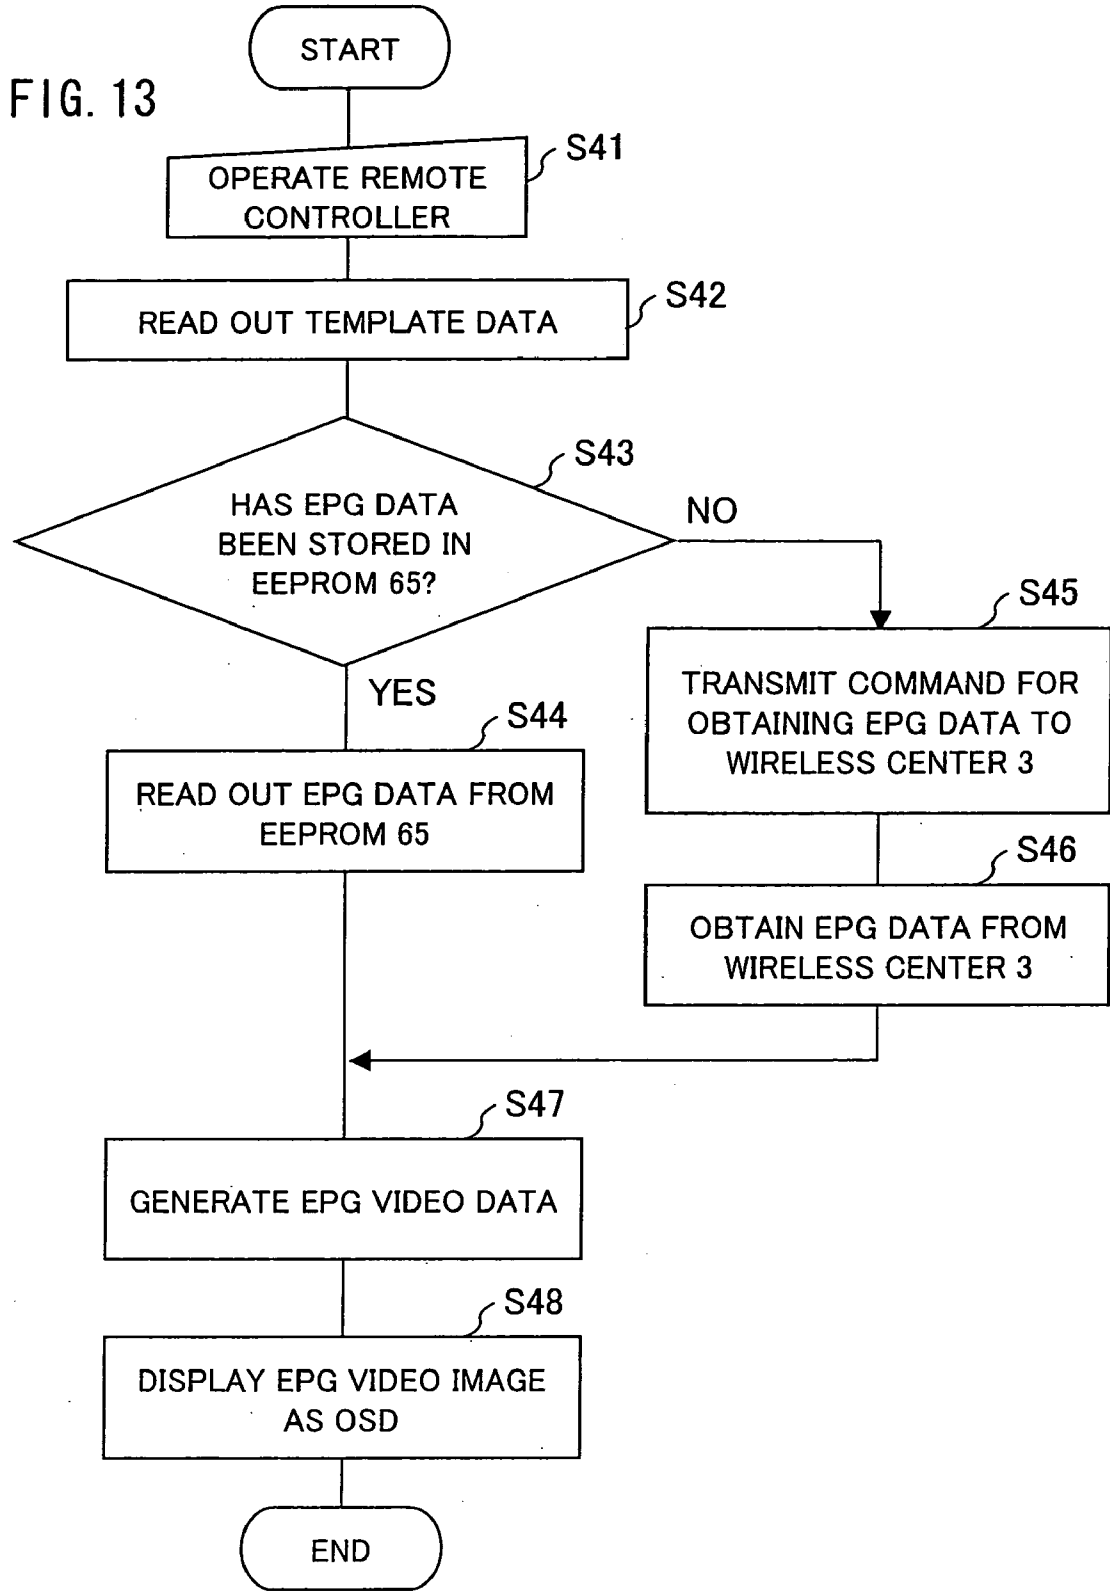 START
FIG. 13
S41
OPERATE REMOTE
CONTROLLER
S42
READ OUT TEMPLATE DATA
S43
HAS EPG DATA
BEEN STORED IN
EEPROM 65?
NO
YES
S45
TRANSMIT COMMAND FOR
OBTAINING EPG DATA TO
WIRELESS CENTER 3
S44
READ OUT EPG DATA FROM
EEPROM 65
S46
OBTAIN EPG DATA FROM
WIRELESS CENTER 3
S47
GENERATE EPG VIDEO DATA
S48
DISPLAY EPG VIDEO IMAGE
AS OSD
END